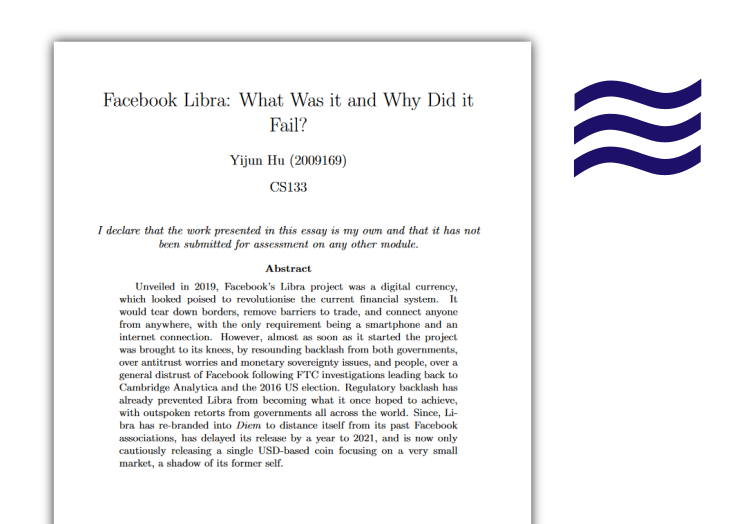 Facebook Libra: What Was it and Why Did it
Fail?
Yijun Hu (2009169)
CS133
I declare that the work presented in this essay is my own and that it has not
been submitted for assessment on any other module.
Abstract
Unveiled in 2019, Facebook's Libra project was a digital currency,
which looked poised to revolutionise the current financial system. It
would tear down borders, remove barriers to trade, and connect anyone
from anywhere, with the only requirement being a smartphone and an
internet connection. However, almost as soon as it started the project
was brought to its knees, by resounding backlash from both governments,
over antitrust worries and monetary sovereignty issues, and people, over a
general distrust of Facebook following FTC investigations leading back to
Cambridge Analytica and the 2016 US election. Regulatory backlash has
already prevented Libra from becoming what it once hoped to achieve,
with outspoken retorts from governments all across the world. Since, Li-
bra has re-branded into Diem to distance itself from its past Facebook
associations, has delayed its release by a year to 2021, and is now only
cautiously releasing a single USD-based coin focusing on a very small
market, a shadow of its former self.